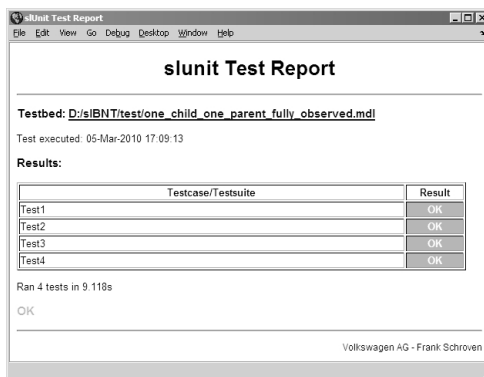 slUnit Test Report
File Edit View Go Debug Desktop Window Help
slunit Test Report
Testbed: D:/slBNT/test/one_child_one_parent_fully_observed.mdl
Test executed: 05-Mar-2010 17:09:13
Results:
Testcase/Testsuite Result
Test1 OK
Test2 OK
Test3 OK
Test4 OK
Ran 4 tests in 9.118s
OK
Volkswagen AG - Frank Schroven